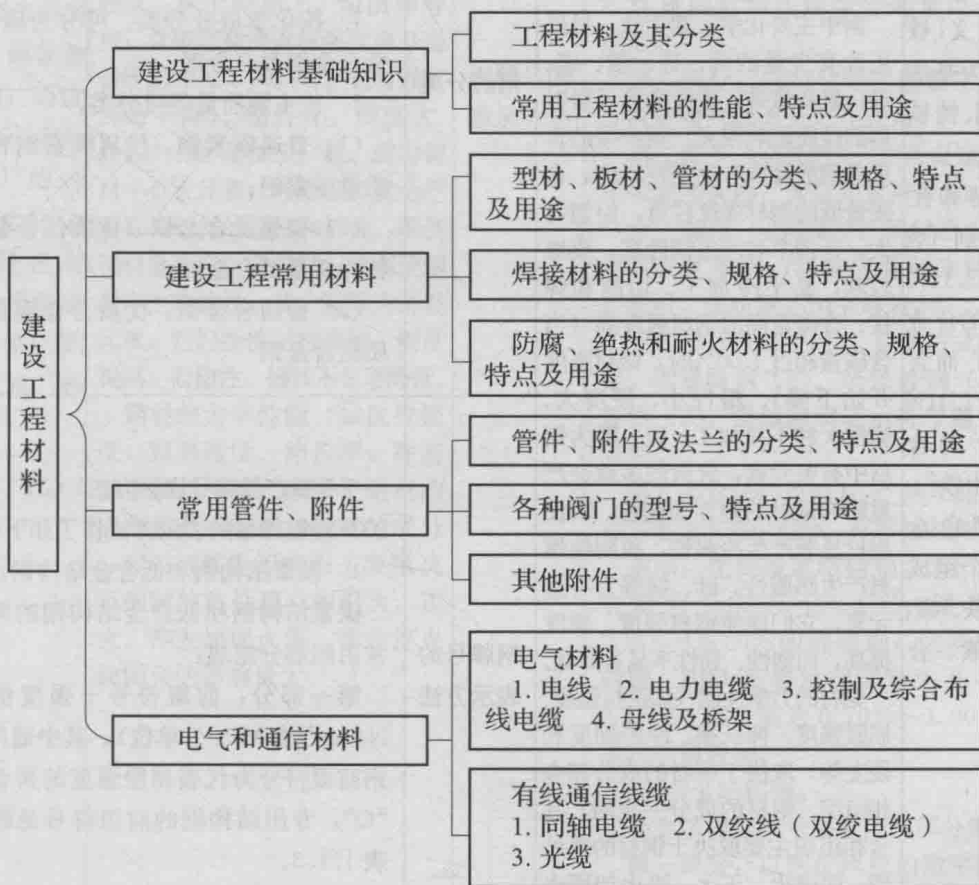 建设工程材料
建设工程材料基础知识
工程材料及其分类
常用工程材料的性能、特点及用途
建设工程常用材料
型材、板材、管材的分类、规格、特点
及用途
焊接材料的分类、规格、特点及用途
防腐、绝热和耐火材料的分类、规格、
特点及用途
常用管件、附件
管件、附件及法兰的分类、特点及用途
各种阀门的型号、特点及用途
其他附件
电气和通信材料
电气材料
1. 电线 2. 电力电缆 3. 控制及综合布
线电缆 4. 母线及桥架
有线通信线缆
1. 同轴电缆 2. 双绞线（双绞电缆）
3. 光缆